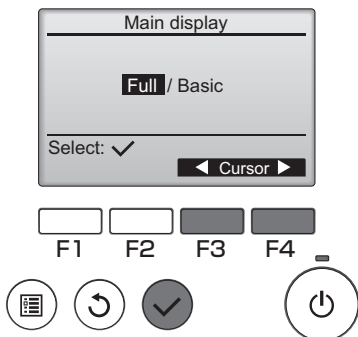 Main display
Full / Basic
Select:
Cursor
F1 F2 F3 F4